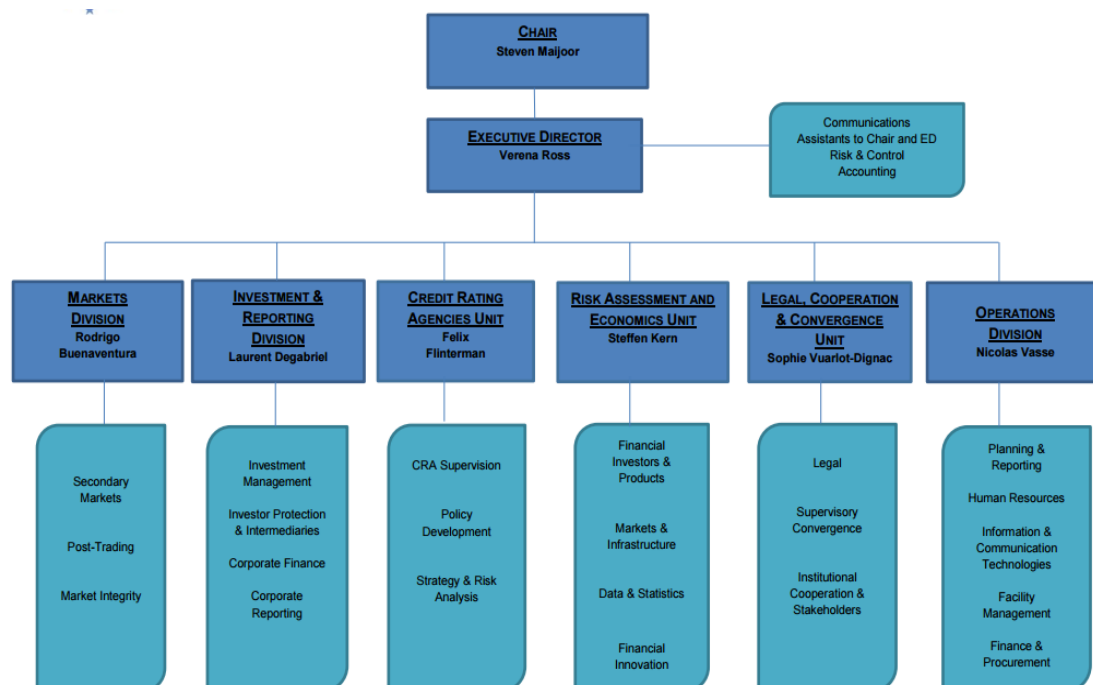 CHAIR
Steven Maijoor
EXECUTIVE DIRECTOR
Verena Ross
Communications
Assistants to Chair and ED
Risk & Control
Accounting
MARKETS
DIVISION
Rodrigo
Buenaventura
INVESTMENT &
REPORTING
DIVISION
Laurent Degabriel
CREDIT RATING
AGENCIES UNIT
Felix
Flinterman
RISK ASSESSMENT AND
ECONOMICS UNIT
Steffen Kern
LEGAL, COOPERATION
& CONVERGENCE
UNIT
Sophie Vuarlot-Dignac
OPERATIONS
DIVISION
Nicolas Vasse
Secondary
Markets
Post-Trading
Market Integrity
Investment
Management
Investor Protection
& Intermediaries
Corporate Finance
Corporate
Reporting
CRA Supervision
Policy
Development
Strategy & Risk
Analysis
Financial
Investors &
Products
Markets &
Infrastructure
Data & Statistics
Financial
Innovation
Legal
Supervisory
Convergence
Institutional
Cooperation &
Stakeholders
Planning &
Reporting
Human Resources
Information &
Communication
Technologies
Facility
Management
Finance &
Procurement